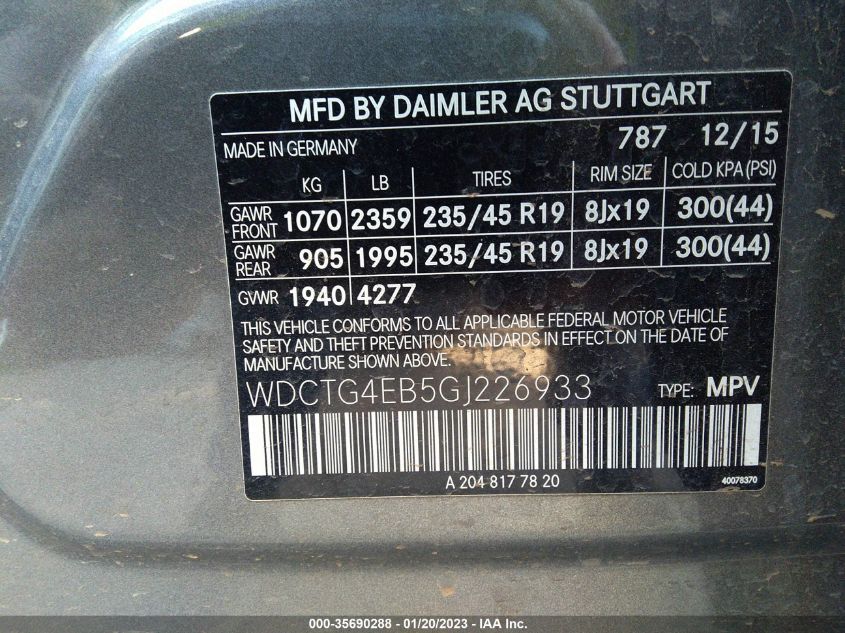 MFD BY DAIMLER AG STUTTGART
MADE IN GERMANY 787 12/15
KG LB TIRES RIM SIZE COLD KPA (PSI)
GAWR FRONT 1070 2359 235/45 R19 8Jx19 300(44)
GAWR REAR 905 1995 235/45 R19 8Jx19 300(44)
GVWR 1940 4277
THIS VEHICLE CONFORMS TO ALL APPLICABLE FEDERAL MOTOR VEHICLE
SAFETY AND THEFT PREVENTION STANDARDS IN EFFECT ON THE DATE OF
MANUFACTURE SHOWN ABOVE.
WDCTG4EB5GJ226933 TYPE: MPV
A 204 817 78 20 40078370
000-35690288 - 01/20/2023 - IAA Inc.